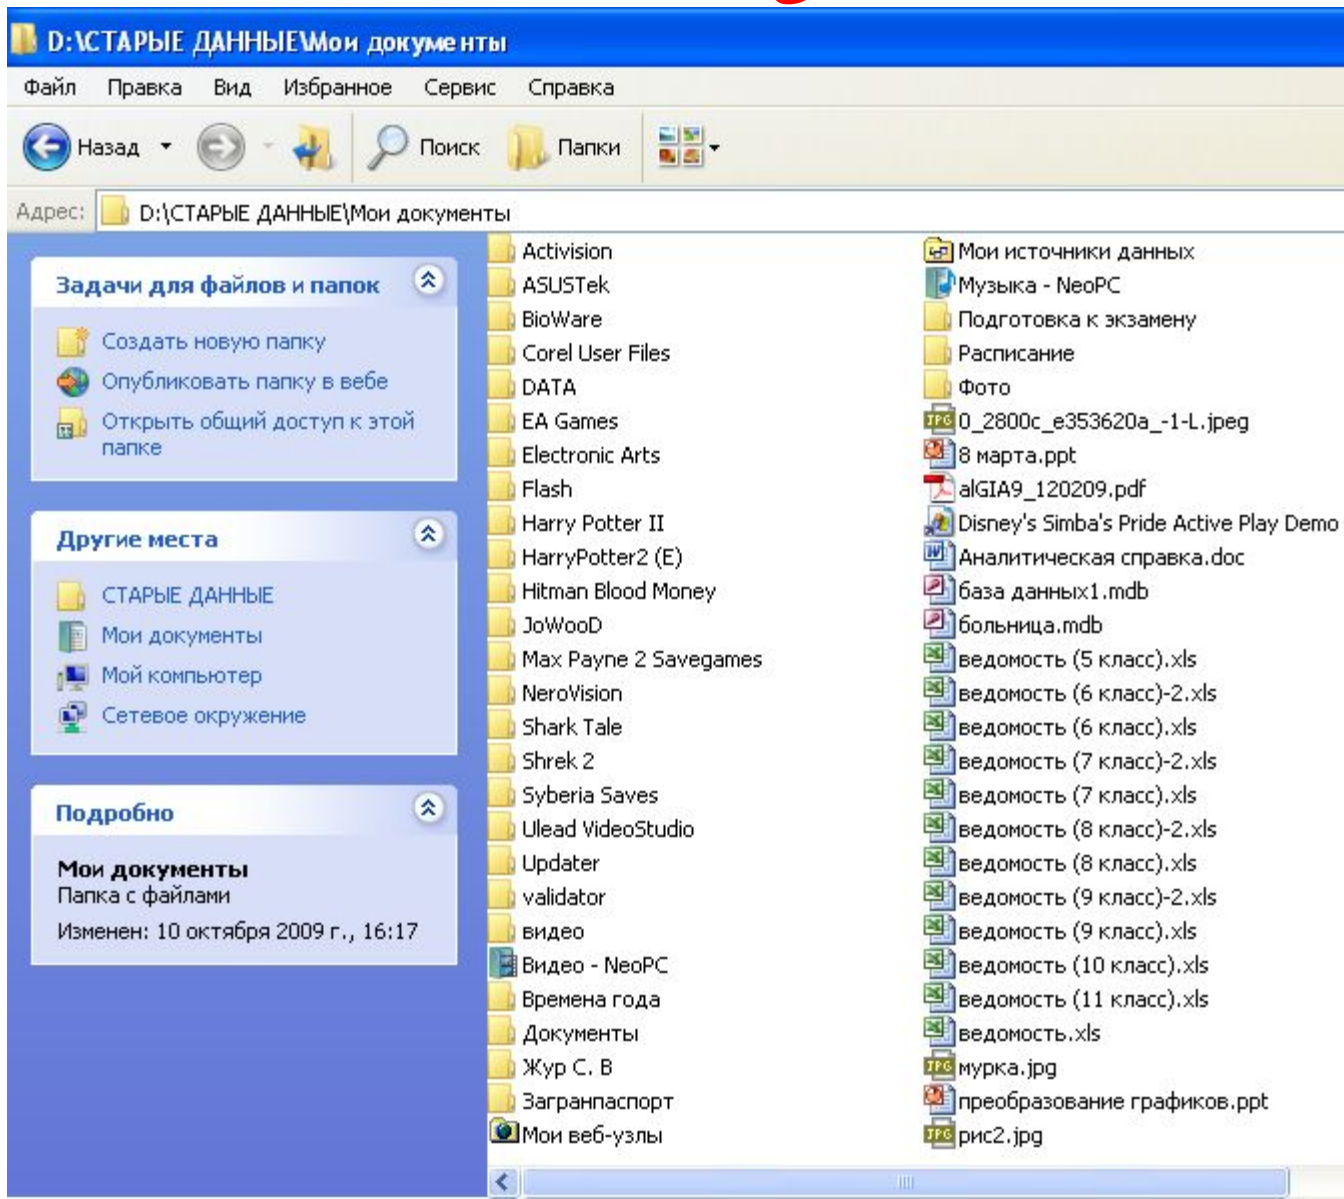 D:\СТАРЫЕ ДАННЫЕ\Мои документы
Файл Правка Вид Избранное Сервис Справка
Назад Поиск Папки
Адрес: D:\СТАРЫЕ ДАННЫЕ\Мои документы
Задачи для файлов и папок
Создать новую папку
Опубликовать папку в вебе
Открыть общий доступ к этой
папке
Другие места
СТАРЫЕ ДАННЫЕ
Мои документы
Мой компьютер
Сетевое окружение
Подробно
Мои документы
Папка с файлами
Изменен: 10 октября 2009 г., 16:17
Activision
ASUSTek
BioWare
Corel User Files
DATA
EA Games
Electronic Arts
Flash
Harry Potter II
HarryPotter2 (E)
Hitman Blood Money
JoWooD
Max Payne 2 Savegames
NeroVision
Shark Tale
Shrek 2
Syberia Saves
Ulead VideoStudio
Updater
validator
видео
Видео - NeoPC
Времена года
Документы
Жур С. В
Загранпаспорт
Мои веб-узлы
Мои источники данных
Музыка - NeoPC
Подготовка к экзамену
Расписание
Фото
0_2800c_e353620a_-1-L.jpeg
8 марта.ppt
alGIA9_120209.pdf
Disney's Simba's Pride Active Play Demo
Аналитическая справка.doc
база данных1.mdb
больница.mdb
ведомость (5 класс).xls
ведомость (6 класс)-2.xls
ведомость (6 класс).xls
ведомость (7 класс)-2.xls
ведомость (7 класс).xls
ведомость (8 класс)-2.xls
ведомость (8 класс).xls
ведомость (9 класс)-2.xls
ведомость (9 класс).xls
ведомость (10 класс).xls
ведомость (11 класс).xls
ведомость.xls
мурка.jpg
преобразование графиков.ppt
рис2.jpg